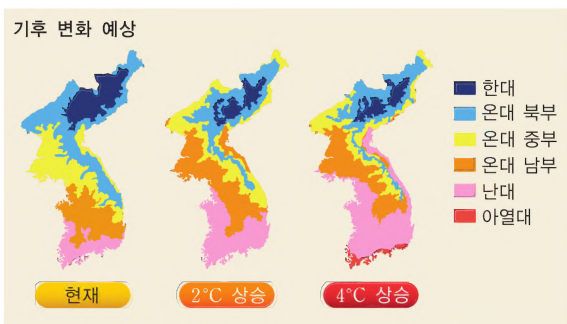 기후 변화 예상
한대
온대 북부
온대 중부
온대 남부
난대
아열대
현재
2°C 상승
4°C 상승